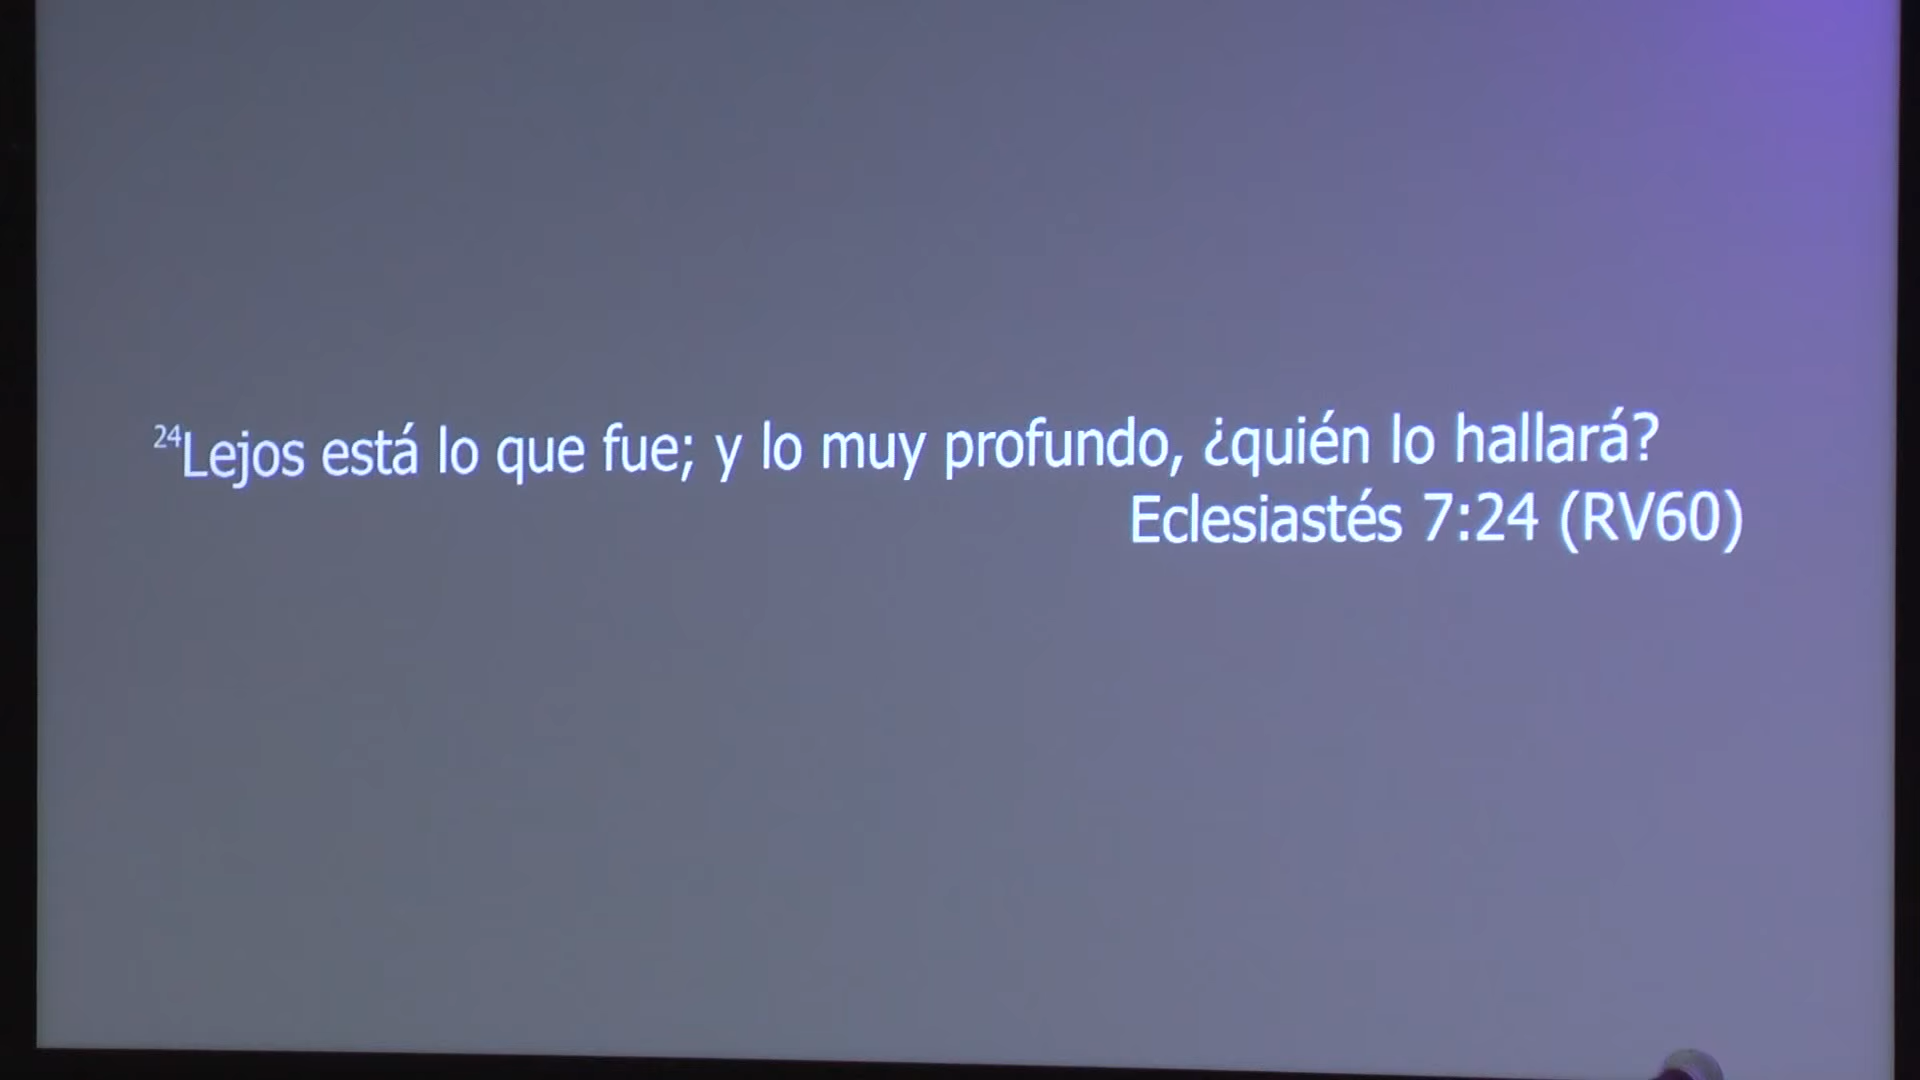 24Lejos está lo que fue; y lo muy profundo, ¿quién lo hallará?
Eclesiastés 7:24 (RV60)